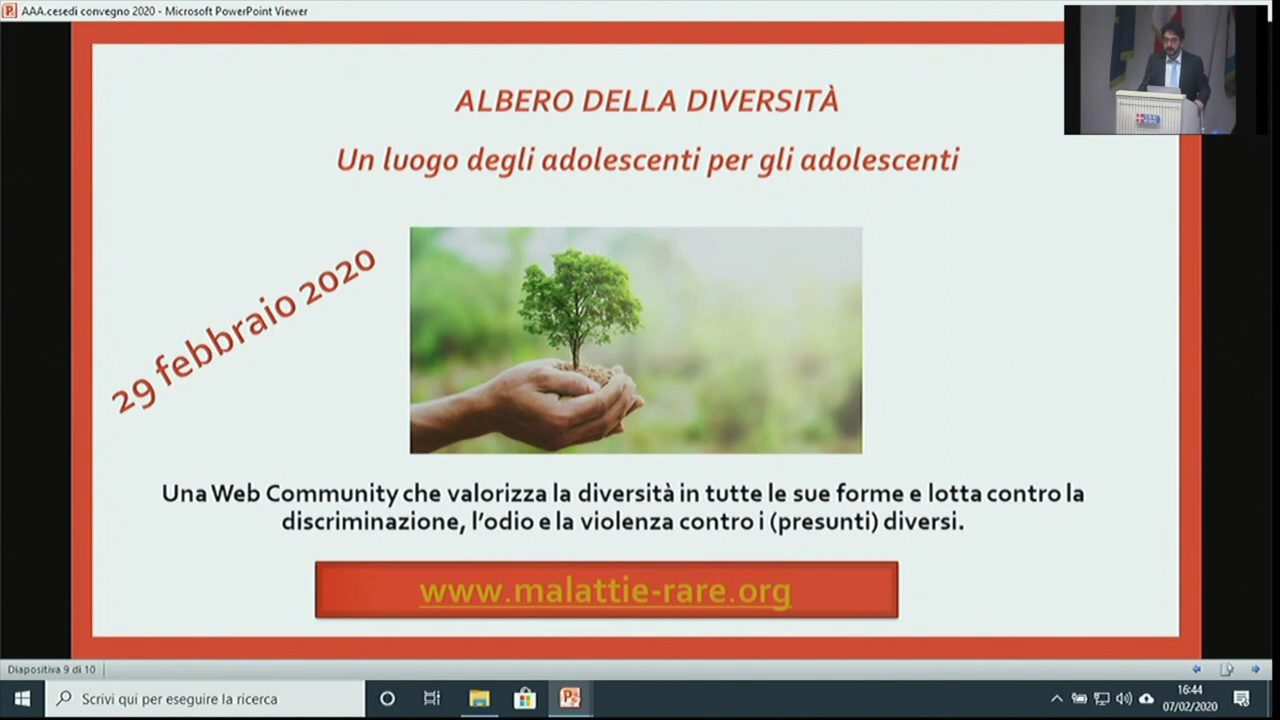 AAA.cesedi convegno 2020 - Microsoft PowerPoint Viewer
ALBERO DELLA DIVERSITÀ
Un luogo degli adolescenti per gli adolescenti
29 febbraio 2020
Una Web Community che valorizza la diversità in tutte le sue forme e lotta contro la
discriminazione, l'odio e la violenza contro i (presunti) diversi.
www.malattie-rare.org
Diapositiva 9 di 10
Scrivi qui per eseguire la ricerca
16:44
07/02/2020